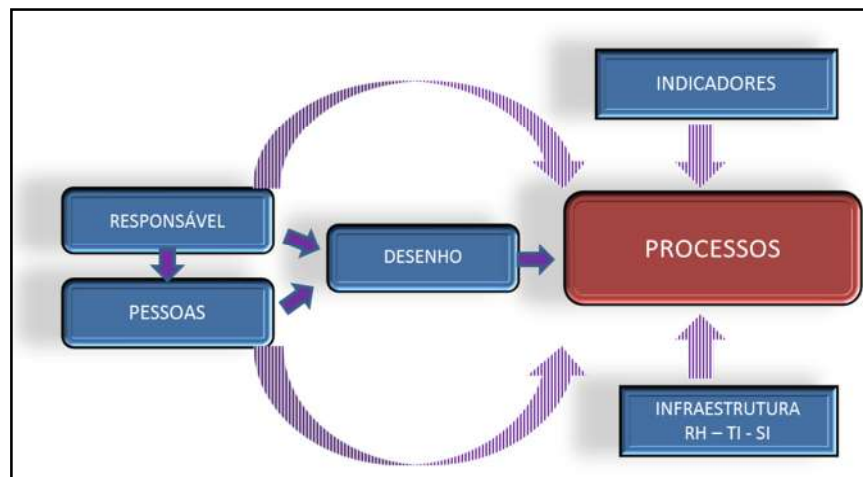 INDICADORES
RESPONSÁVEL
DESENHO
PROCESSOS
PESSOAS
INFRAESTRUTURA
RH – TI - SI